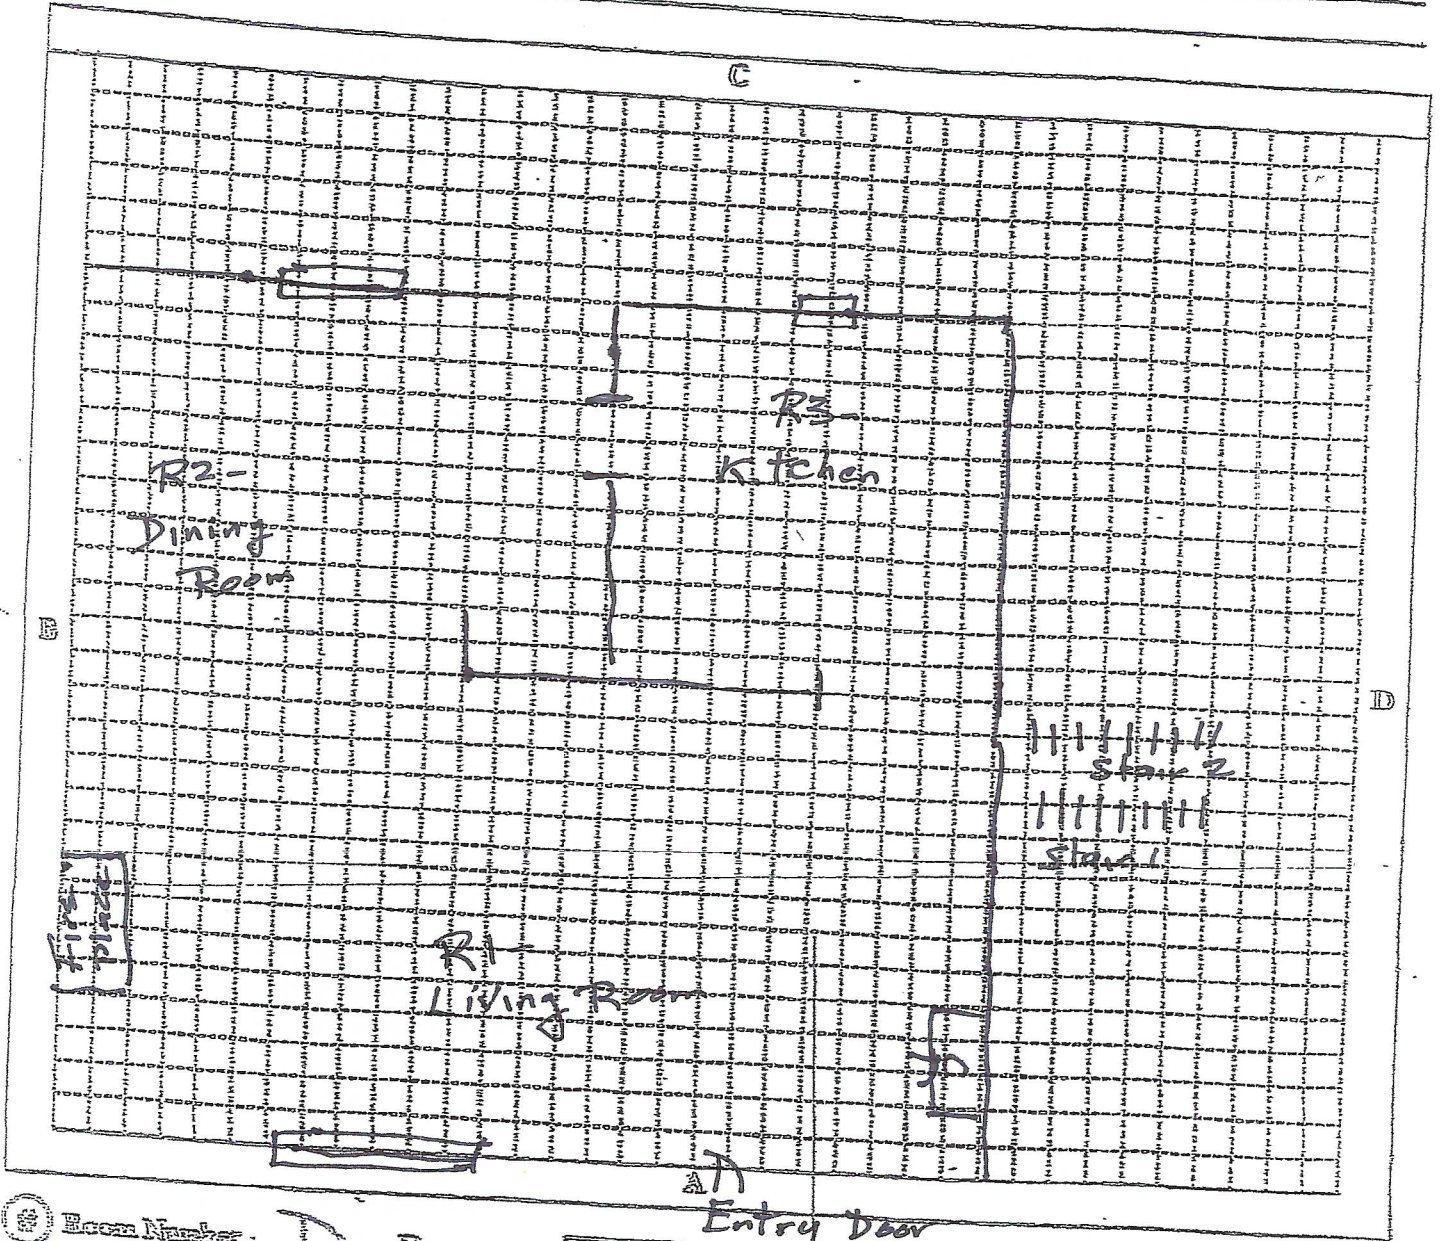 C
R3-
Kitchen
R2-
Dining
Room
B
D
Stair 2
Stair 1
Fire
place
R1-
Living Room
D
A
Entry Door
# Room Number